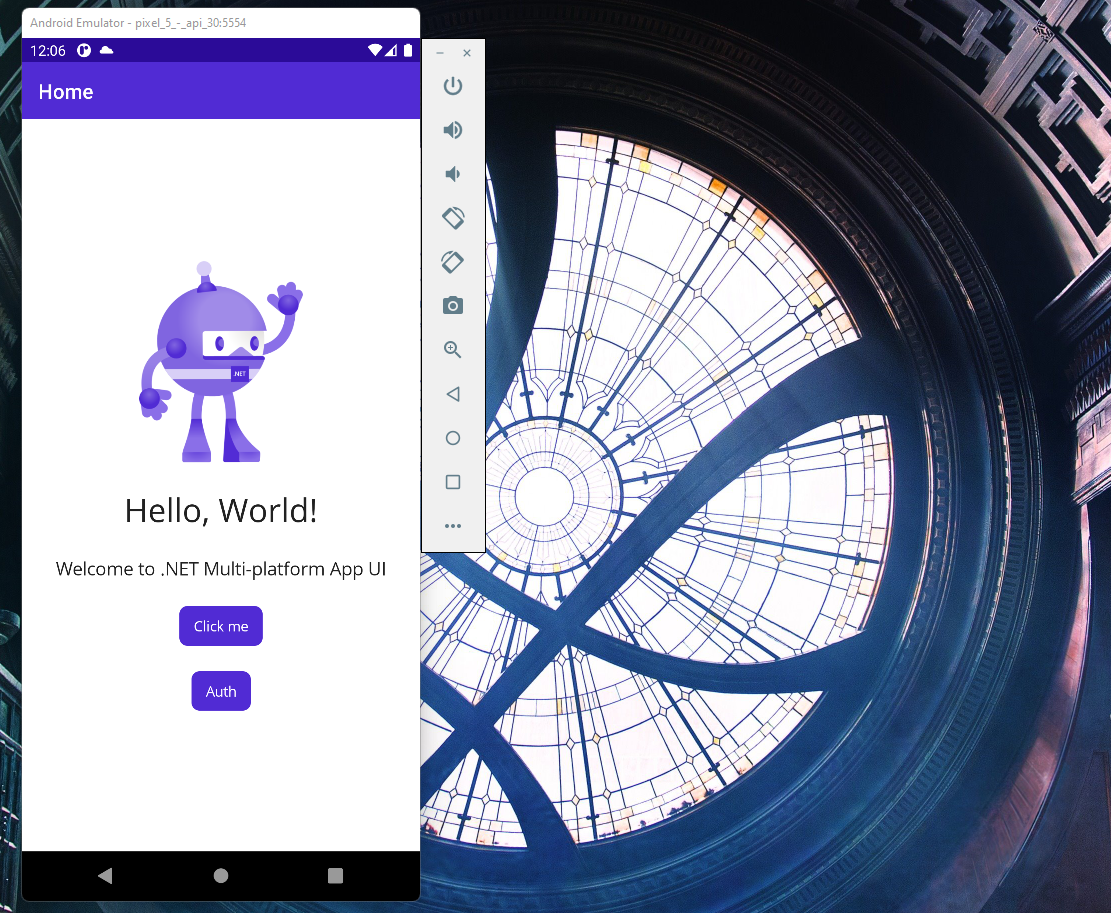 Android Emulator - pixel_5_-_api_30:5554
12:06
Home
.NET
Hello, World!
Welcome to .NET Multi-platform App UI
Click me
Auth